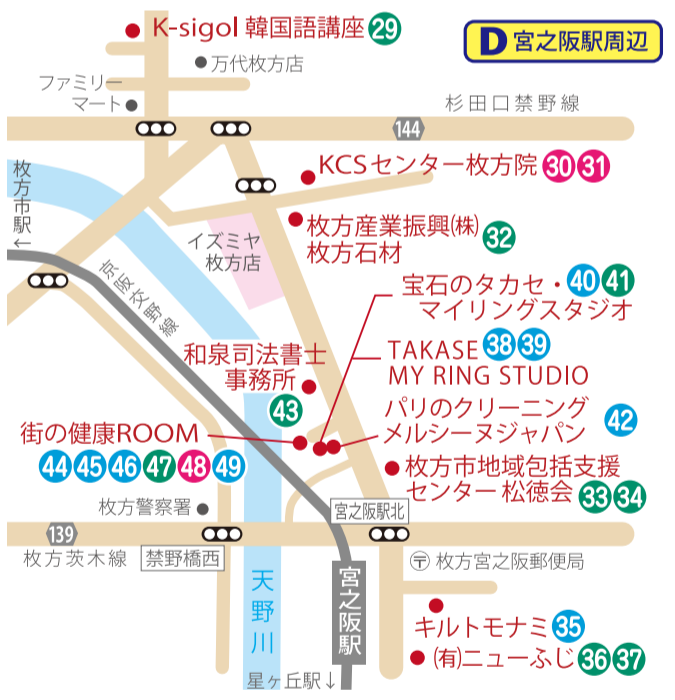 K-sigol 韓国語講座 29
D 宮之阪駅周辺
万代枚方店
ファミリー
マート
杉田口禁野線
144
KCSセンター枚方院 30 31
枚方市駅←
イズミヤ
枚方店
枚方産業振興㈱
枚方石材 32
京阪交野線
宝石のタカセ・ 40 41
マイリングスタジオ
TAKASE 38 39
MY RING STUDIO
和泉司法書士
事務所
43
パリのクリーニング
メルシーヌジャパン 42
街の健康ROOM
44 45 46 47 48 49
枚方市地域包括支援
センター 松徳会 33 34
枚方警察署
宮之阪駅北
139
枚方茨木線
禁野橋西
〒 枚方宮之阪郵便局
天野川
宮之阪駅
キルトモナミ 35
(有)ニューふじ 36 37
星ヶ丘駅↓